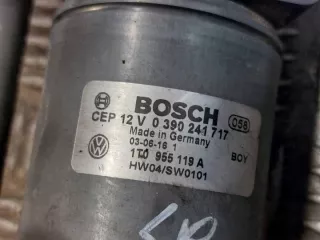 BOSCH 056
CEP 12 V 0 390 241 717
Made in Germany
03-06-16 1
1T0 955 119 A BOY
HW04/SW0101